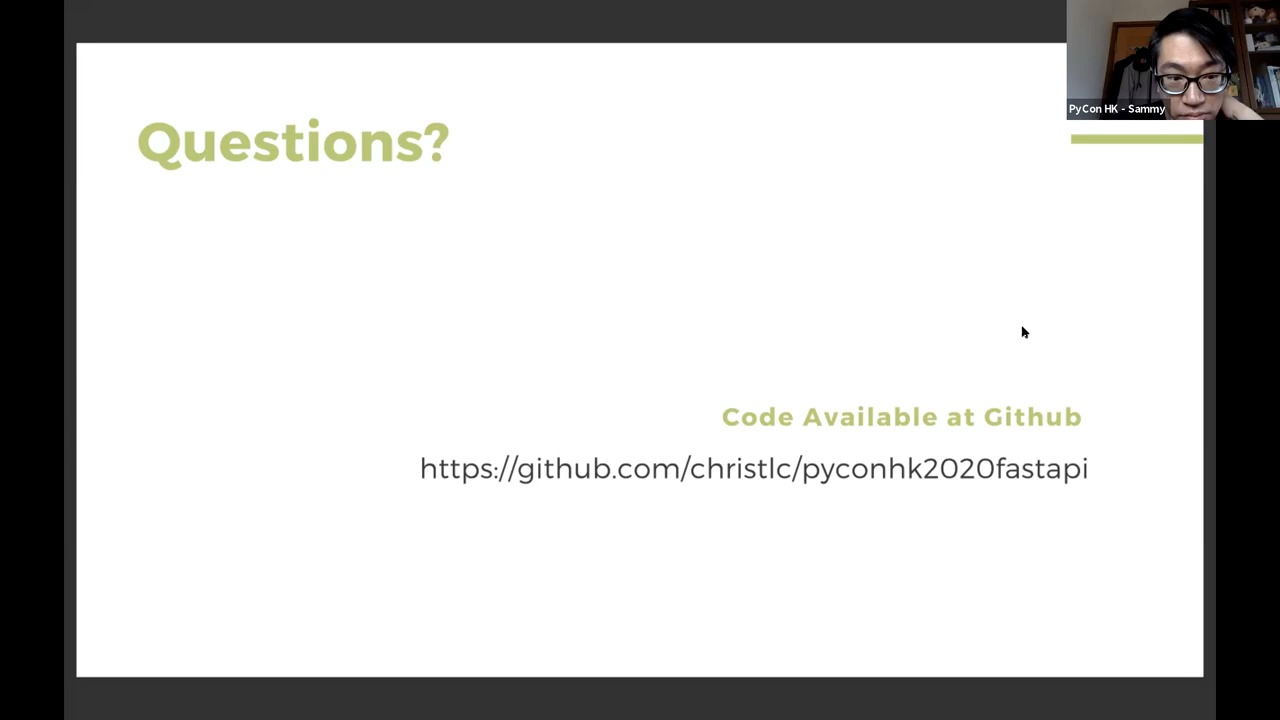 PyCon HK - Sammy
Questions?
Code Available at Github
https://github.com/christlc/pyconhk2020fastapi